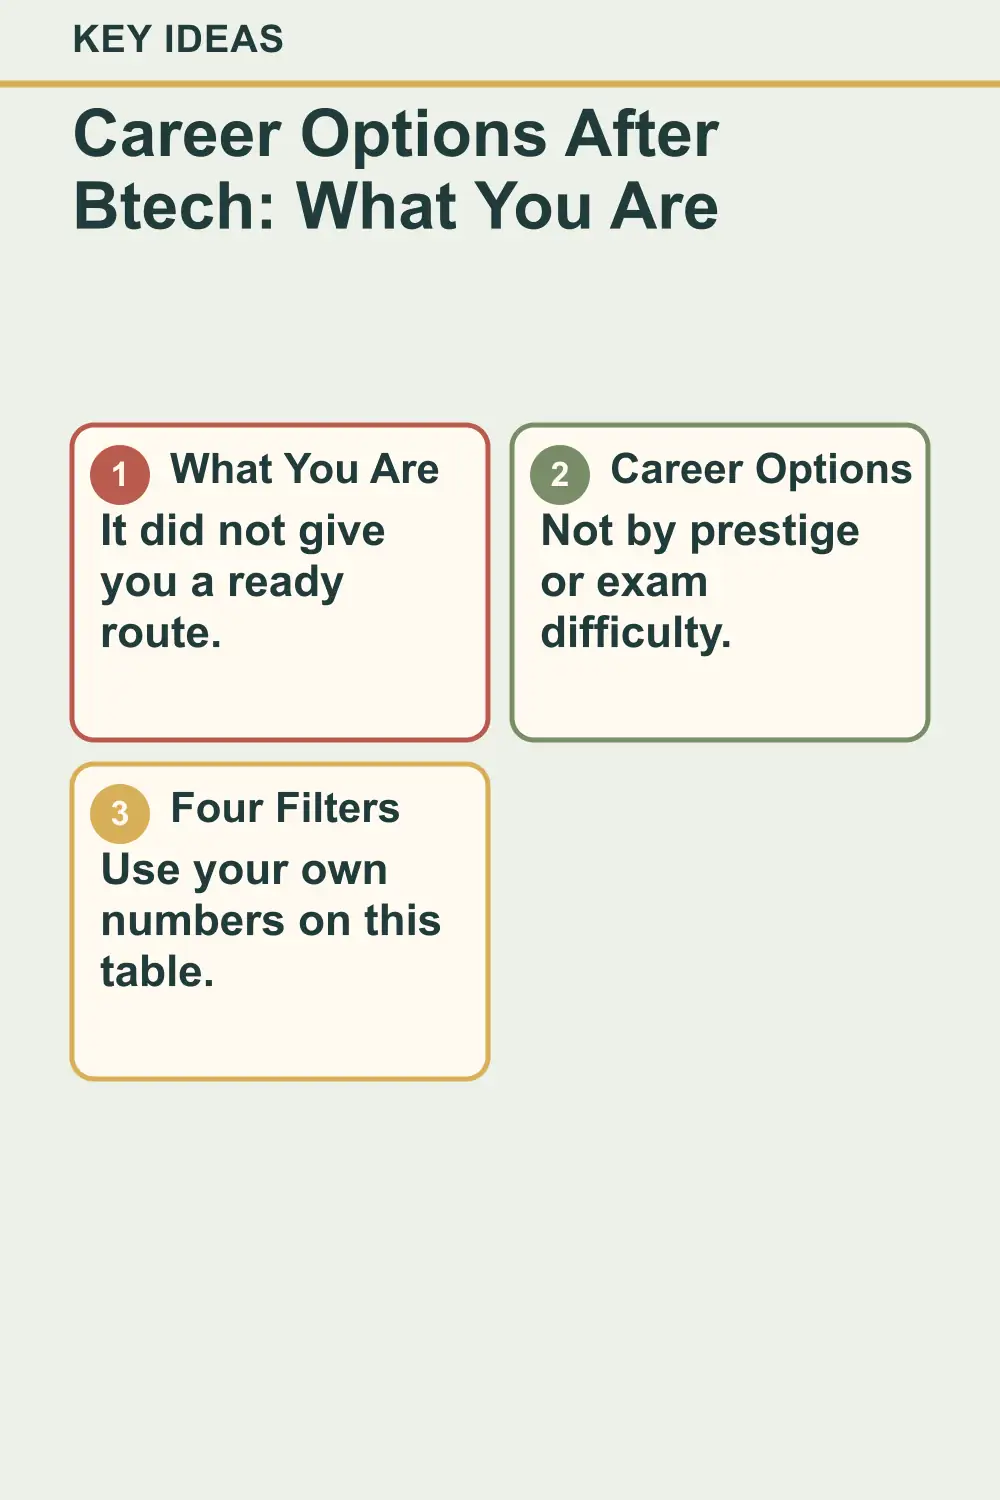 KEY IDEAS
Career Options After
Btech: What You Are
1 What You Are
It did not give
you a ready
route.
2 Career Options
Not by prestige
or exam
difficulty.
3 Four Filters
Use your own
numbers on this
table.